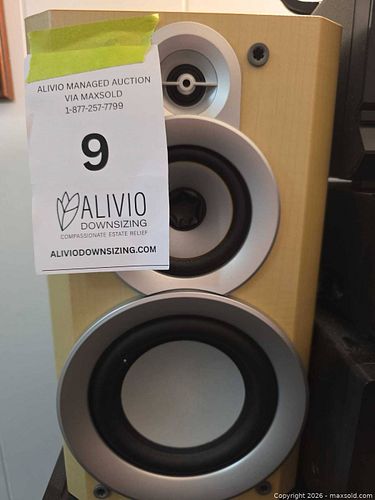 ALIVIO MANAGED AUCTION
VIA MAXSOLD
1-877-257-7799
9
ALIVIO
DOWNSIZING
COMPASSIONATE ESTATE RELIEF
ALIVIODOWNSIZING.COM
Copyright © 2026 - maxsold.com